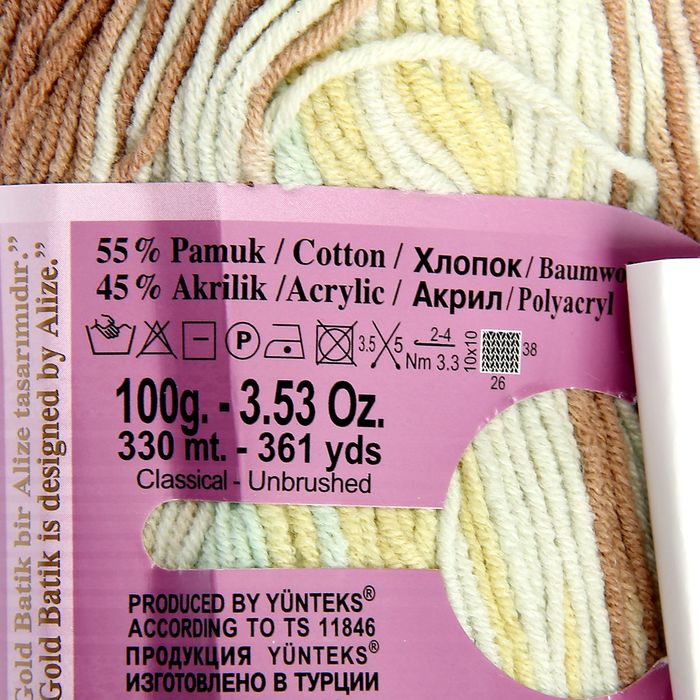 55% Pamuk / Cotton / Хлопок / Baumwo
45% Akrilik / Acrylic / Акрил / Polyacryl
P 3.5 5 2-4 Nm 3.3 10x10 38 26
100g. - 3.53 Oz.
330 mt. - 361 yds
Classical - Unbrushed
PRODUCED BY YÜNTEKS®
ACCORDING TO TS 11846
ПРОДУКЦИЯ YÜNTEKS®
ИЗГОТОВЛЕНО В ТУРЦИИ
Gold Batik bir Alize tasarımıdır.”
Gold Batik is designed by Alize.”